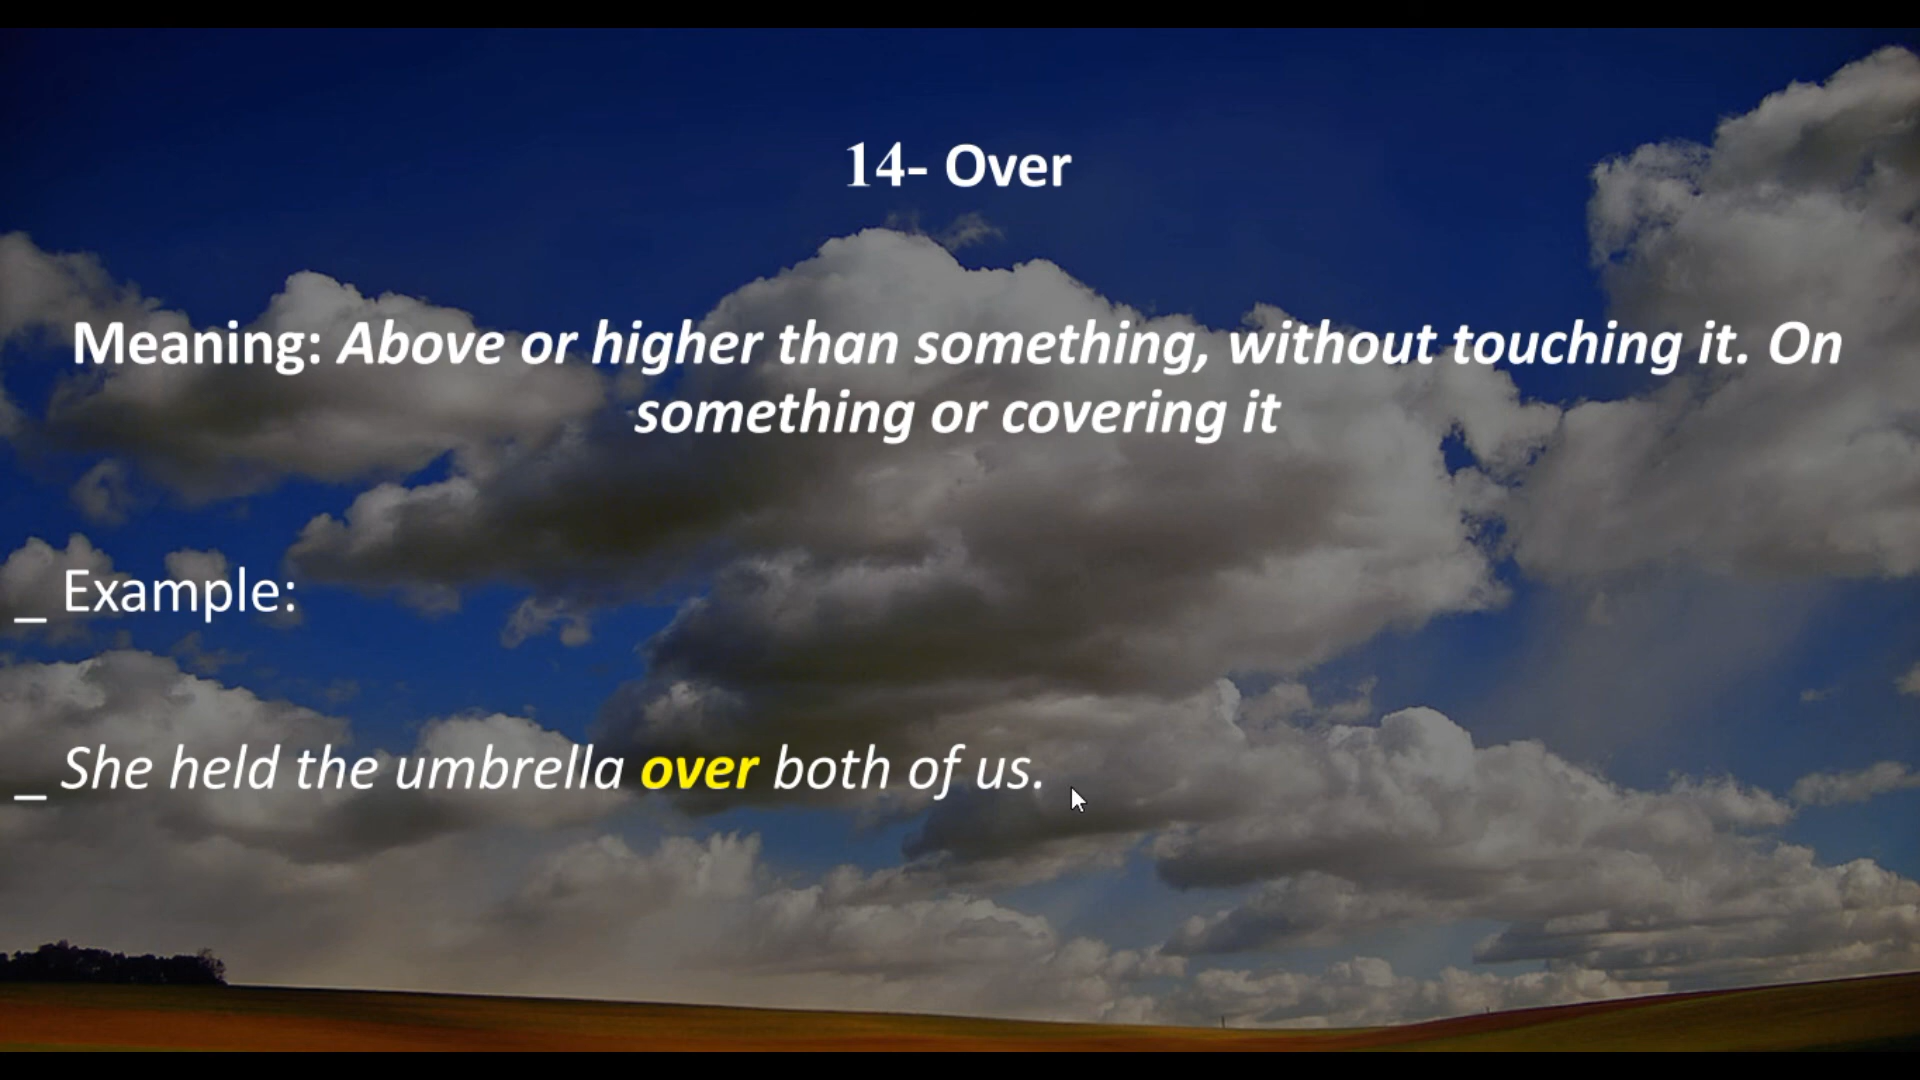 14- Over
Meaning: Above or higher than something, without touching it. On
something or covering it
_ Example:
_ She held the umbrella over both of us.